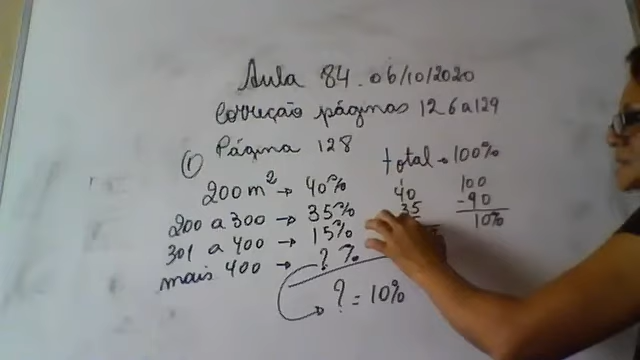 Aula 84. 06/10/2020
Correção páginas 126 a 129
① Página 128
200 m² → 40%
200 a 300 → 35%
301 a 400 → 15%
mais 400 → ? %
? = 10%
total → 100%
1
40
35
100
-90
10%